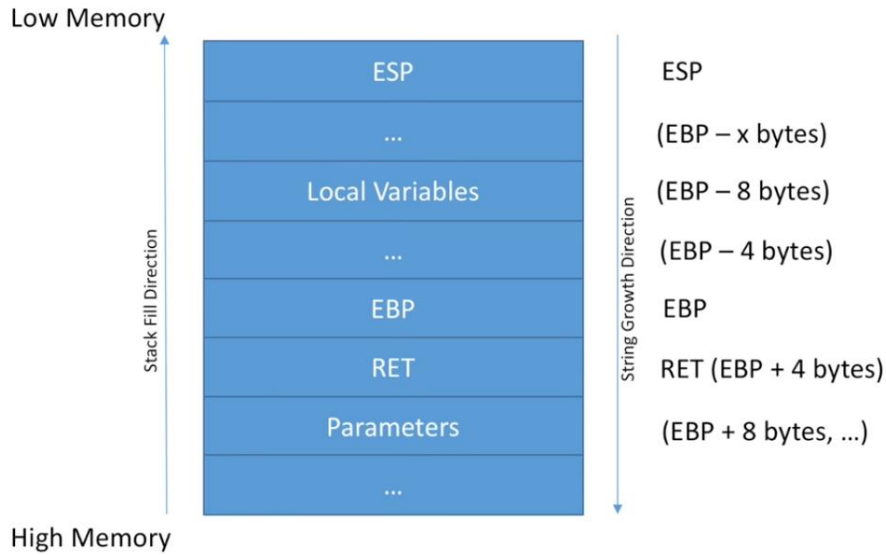 Low Memory
ESP
ESP
...
(EBP – x bytes)
Local Variables
(EBP – 8 bytes)
...
(EBP – 4 bytes)
EBP
EBP
RET
RET (EBP + 4 bytes)
Parameters
(EBP + 8 bytes, ...)
...
High Memory
Stack Fill Direction
String Growth Direction